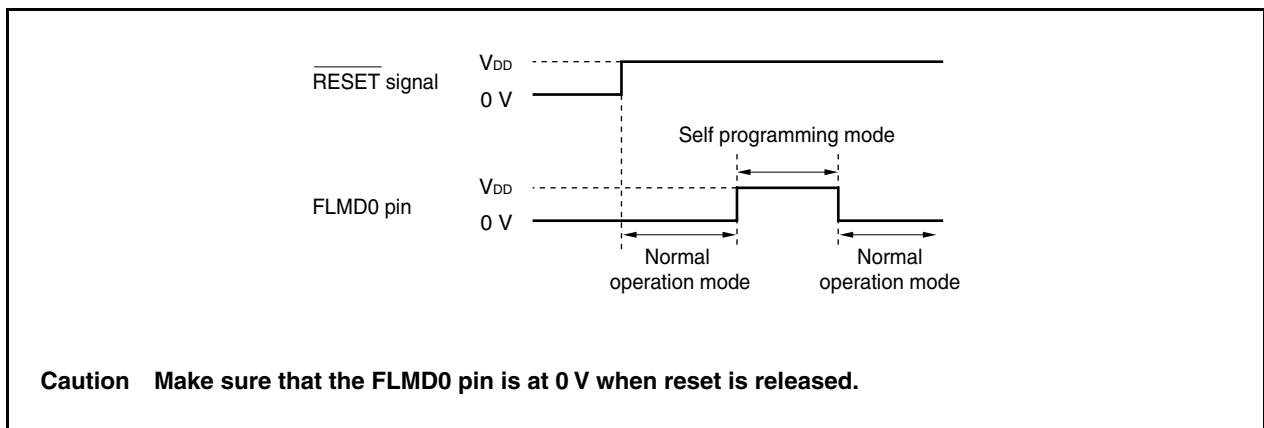 RESET signal
VDD
0 V
Self programming mode
FLMD0 pin
VDD
0 V
Normal
operation mode
Normal
operation mode
Caution Make sure that the FLMD0 pin is at 0 V when reset is released.